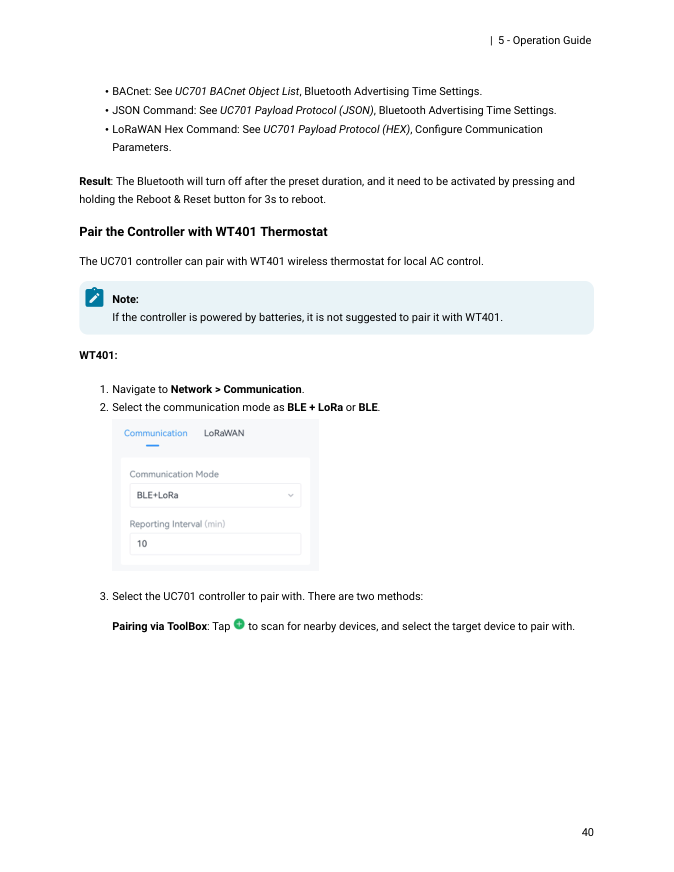 | 5 - Operation Guide
• BACnet: See UC701 BACnet Object List, Bluetooth Advertising Time Settings.
• JSON Command: See UC701 Payload Protocol (JSON), Bluetooth Advertising Time Settings.
• LoRaWAN Hex Command: See UC701 Payload Protocol (HEX), Configure Communication
Parameters.
Result: The Bluetooth will turn off after the preset duration, and it need to be activated by pressing and
holding the Reboot & Reset button for 3s to reboot.
Pair the Controller with WT401 Thermostat
The UC701 controller can pair with WT401 wireless thermostat for local AC control.
Note:
If the controller is powered by batteries, it is not suggested to pair it with WT401.
WT401:
1. Navigate to Network > Communication.
2. Select the communication mode as BLE + LoRa or BLE.
Communication LoRaWAN
Communication Mode
BLE+LoRa
Reporting Interval (min)
10
3. Select the UC701 controller to pair with. There are two methods:
Pairing via ToolBox: Tap to scan for nearby devices, and select the target device to pair with.
40